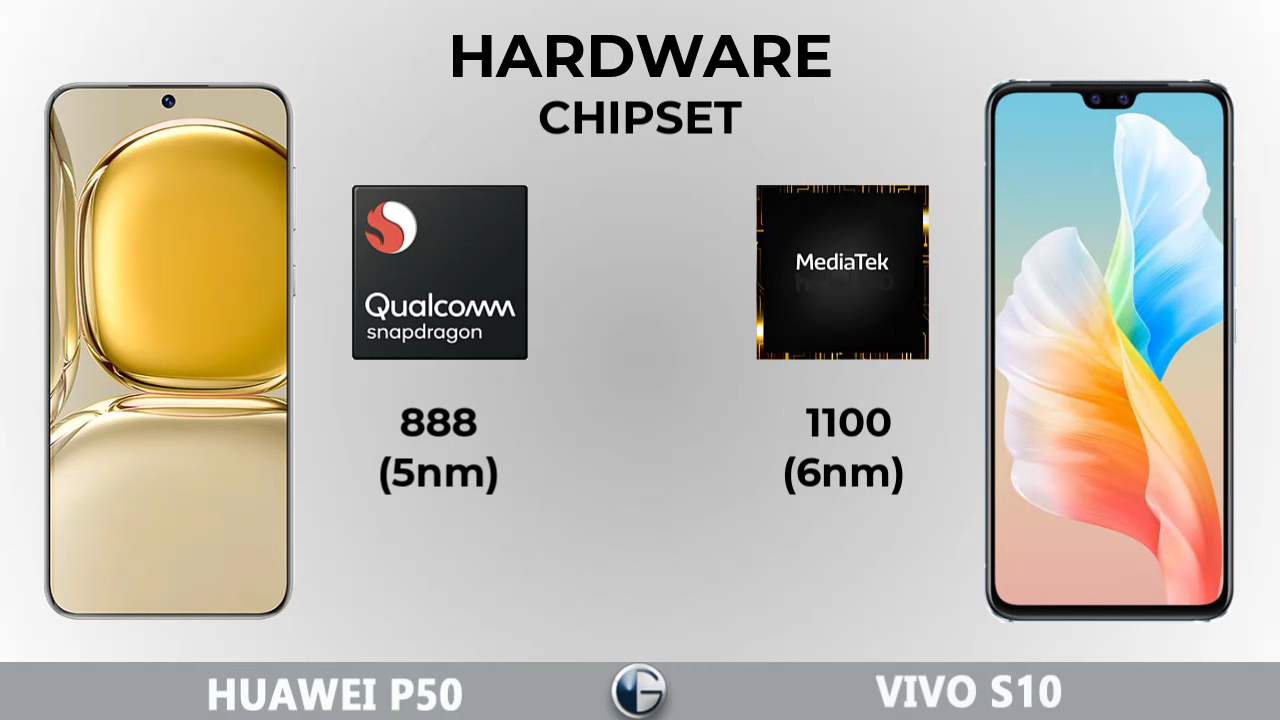 HARDWARE
CHIPSET
Qualcomm
snapdragon
888
(5nm)
MediaTek
1100
(6nm)
HUAWEI P50
G
VIVO S10